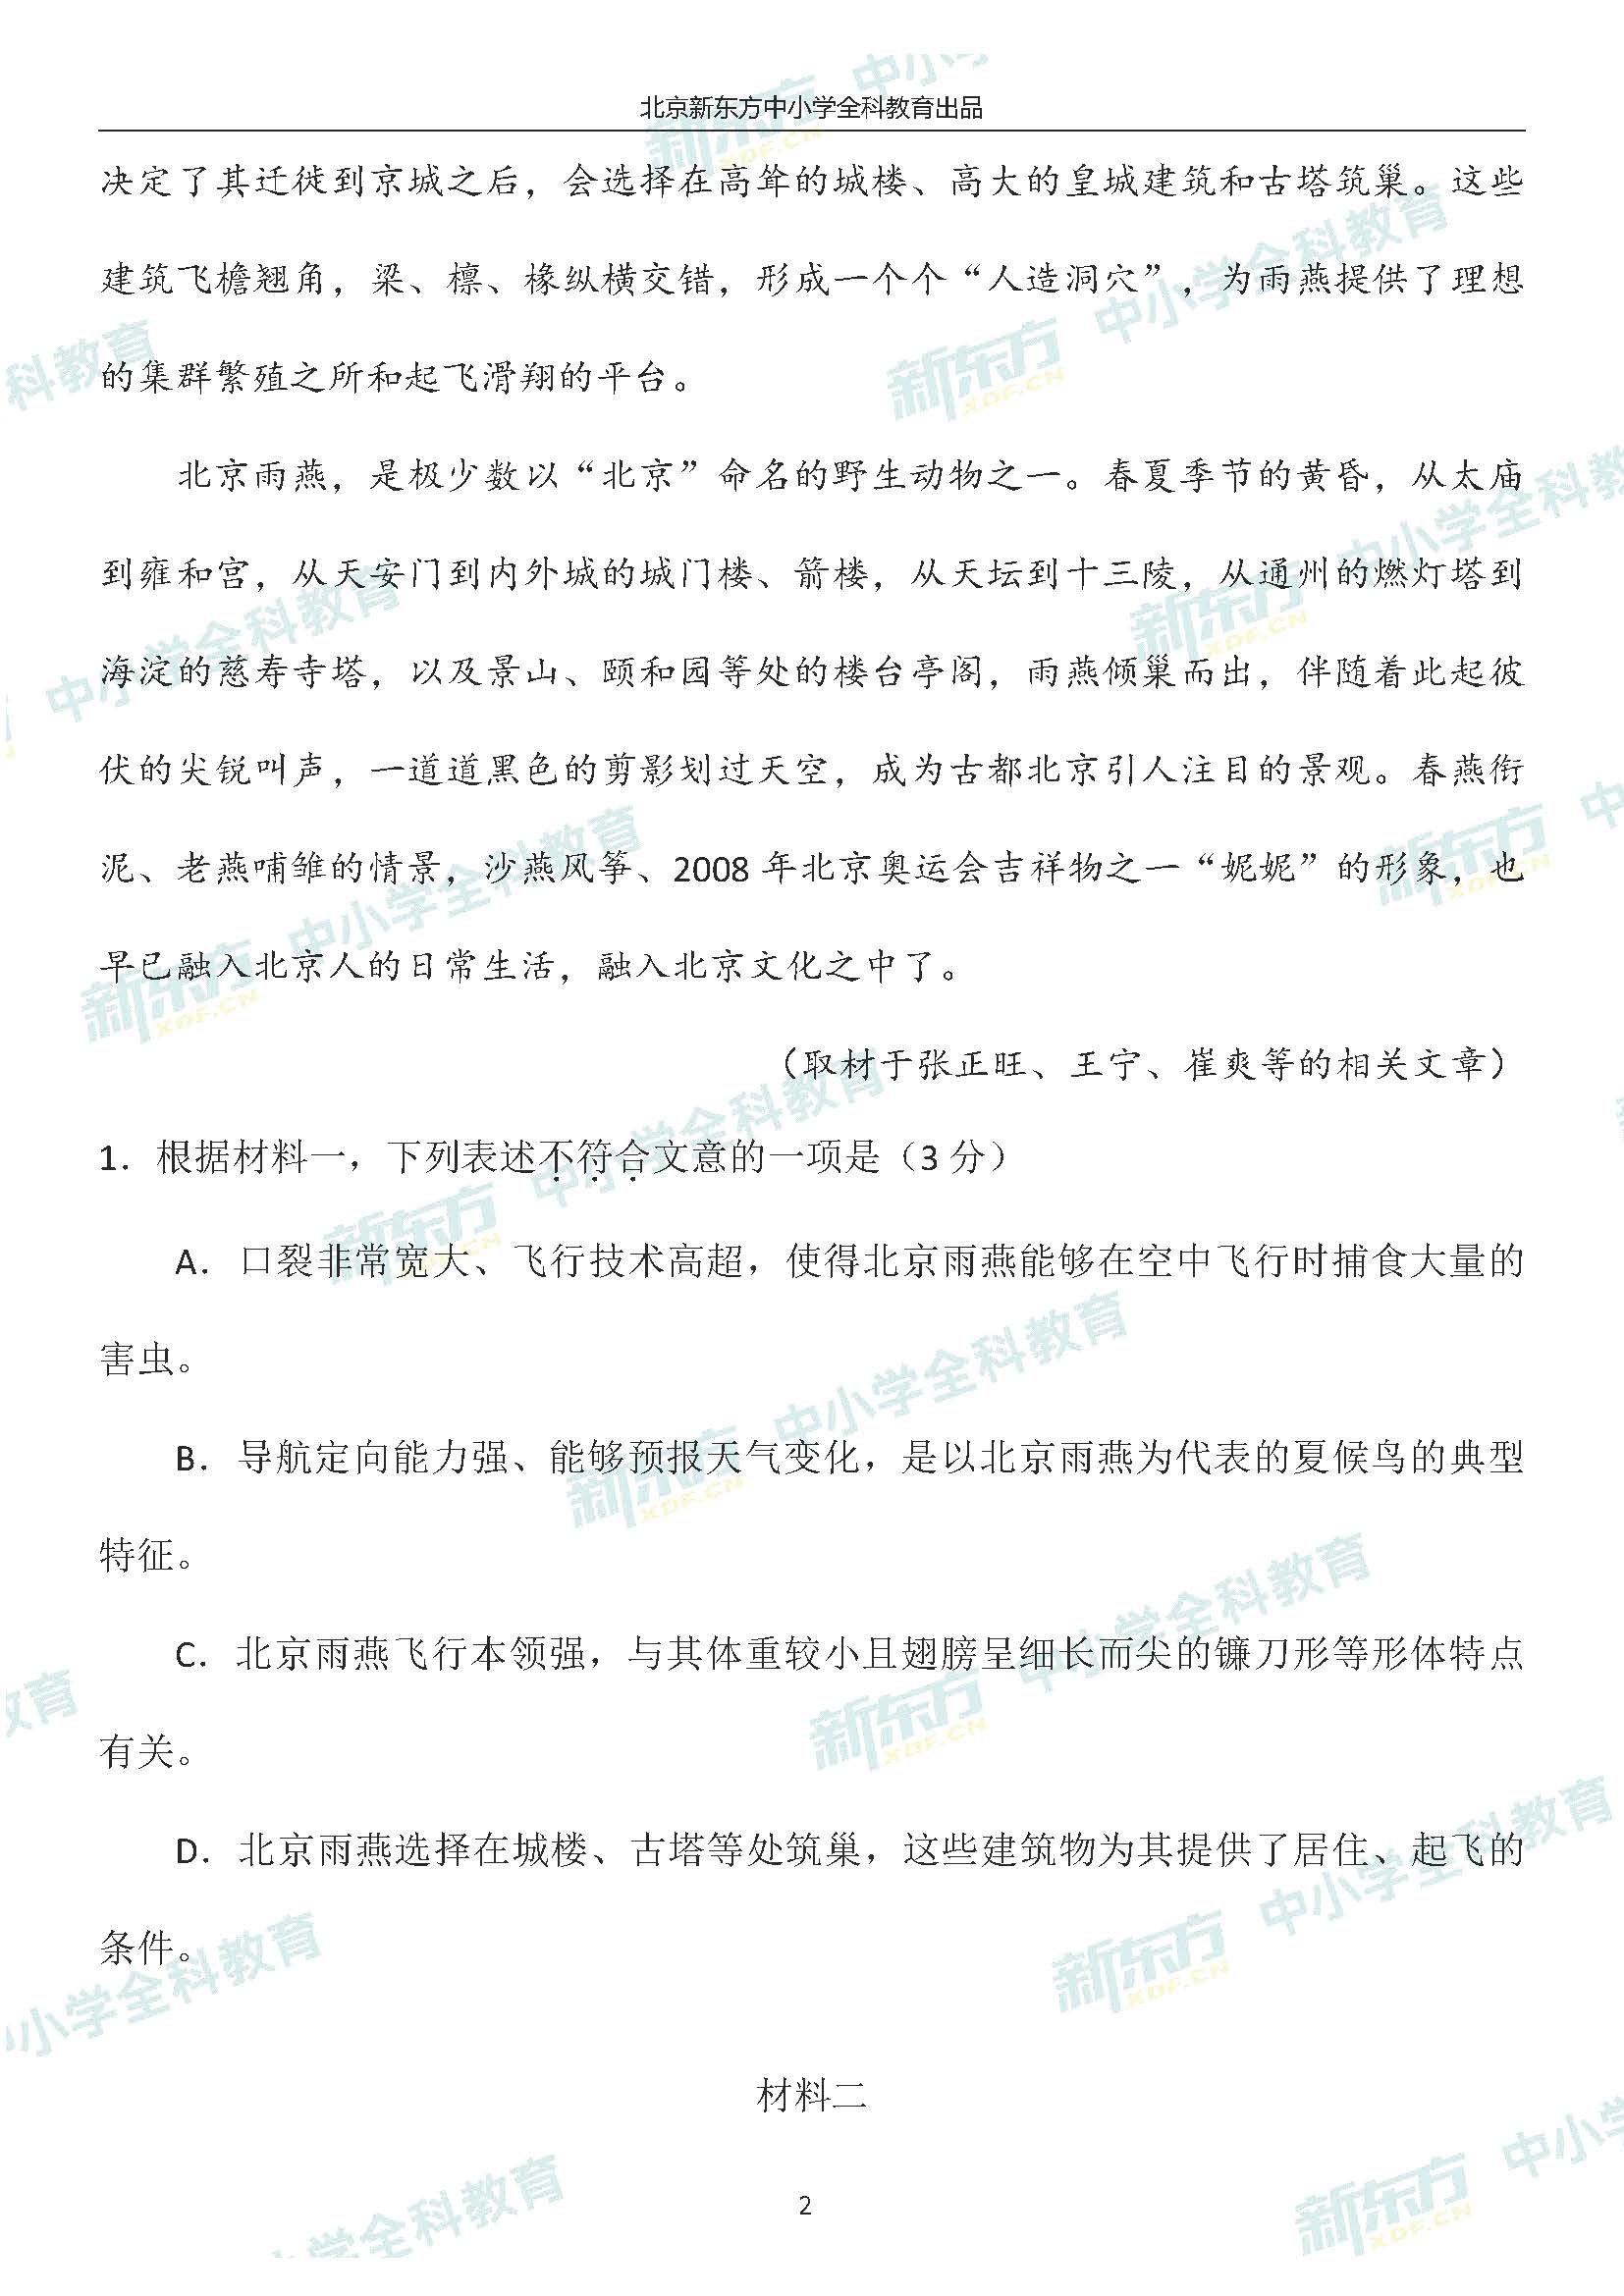 北京新东方中小学全科教育出品
决定了其迁徙到京城之后，会选择在高耸的城楼、高大的皇城建筑和古塔筑巢。这些
建筑飞檐翘角，梁、檩、椽纵横交错，形成一个个“人造洞穴”，为雨燕提供了理想
的集群繁殖之所和起飞滑翔的平台。
北京雨燕，是极少数以“北京”命名的野生动物之一。春夏季节的黄昏，从太庙
到雍和宫，从天安门到内外城的城门楼、箭楼，从天坛到十三陵，从通州的燃灯塔到
海淀的慈寿寺塔，以及景山、颐和园等处的楼台亭阁，雨燕倾巢而出，伴随着此起彼
伏的尖锐叫声，一道道黑色的剪影划过天空，成为古都北京引人注目的景观。春燕衔
泥、老燕哺雏的情景，沙燕风筝、2008 年北京奥运会吉祥物之一“妮妮”的形象，也
早已融入北京人的日常生活，融入北京文化之中了。
（取材于张正旺、王宁、崔爽等的相关文章）
1．根据材料一，下列表述不符合文意的一项是（3 分）
A．口裂非常宽大、飞行技术高超，使得北京雨燕能够在空中飞行时捕食大量的
害虫。
B．导航定向能力强、能够预报天气变化，是以北京雨燕为代表的夏候鸟的典型
特征。
C．北京雨燕飞行本领强，与其体重较小且翅膀呈细长而尖的镰刀形等形体特点
有关。
D．北京雨燕选择在城楼、古塔等处筑巢，这些建筑物为其提供了居住、起飞的
条件。
材料二
2